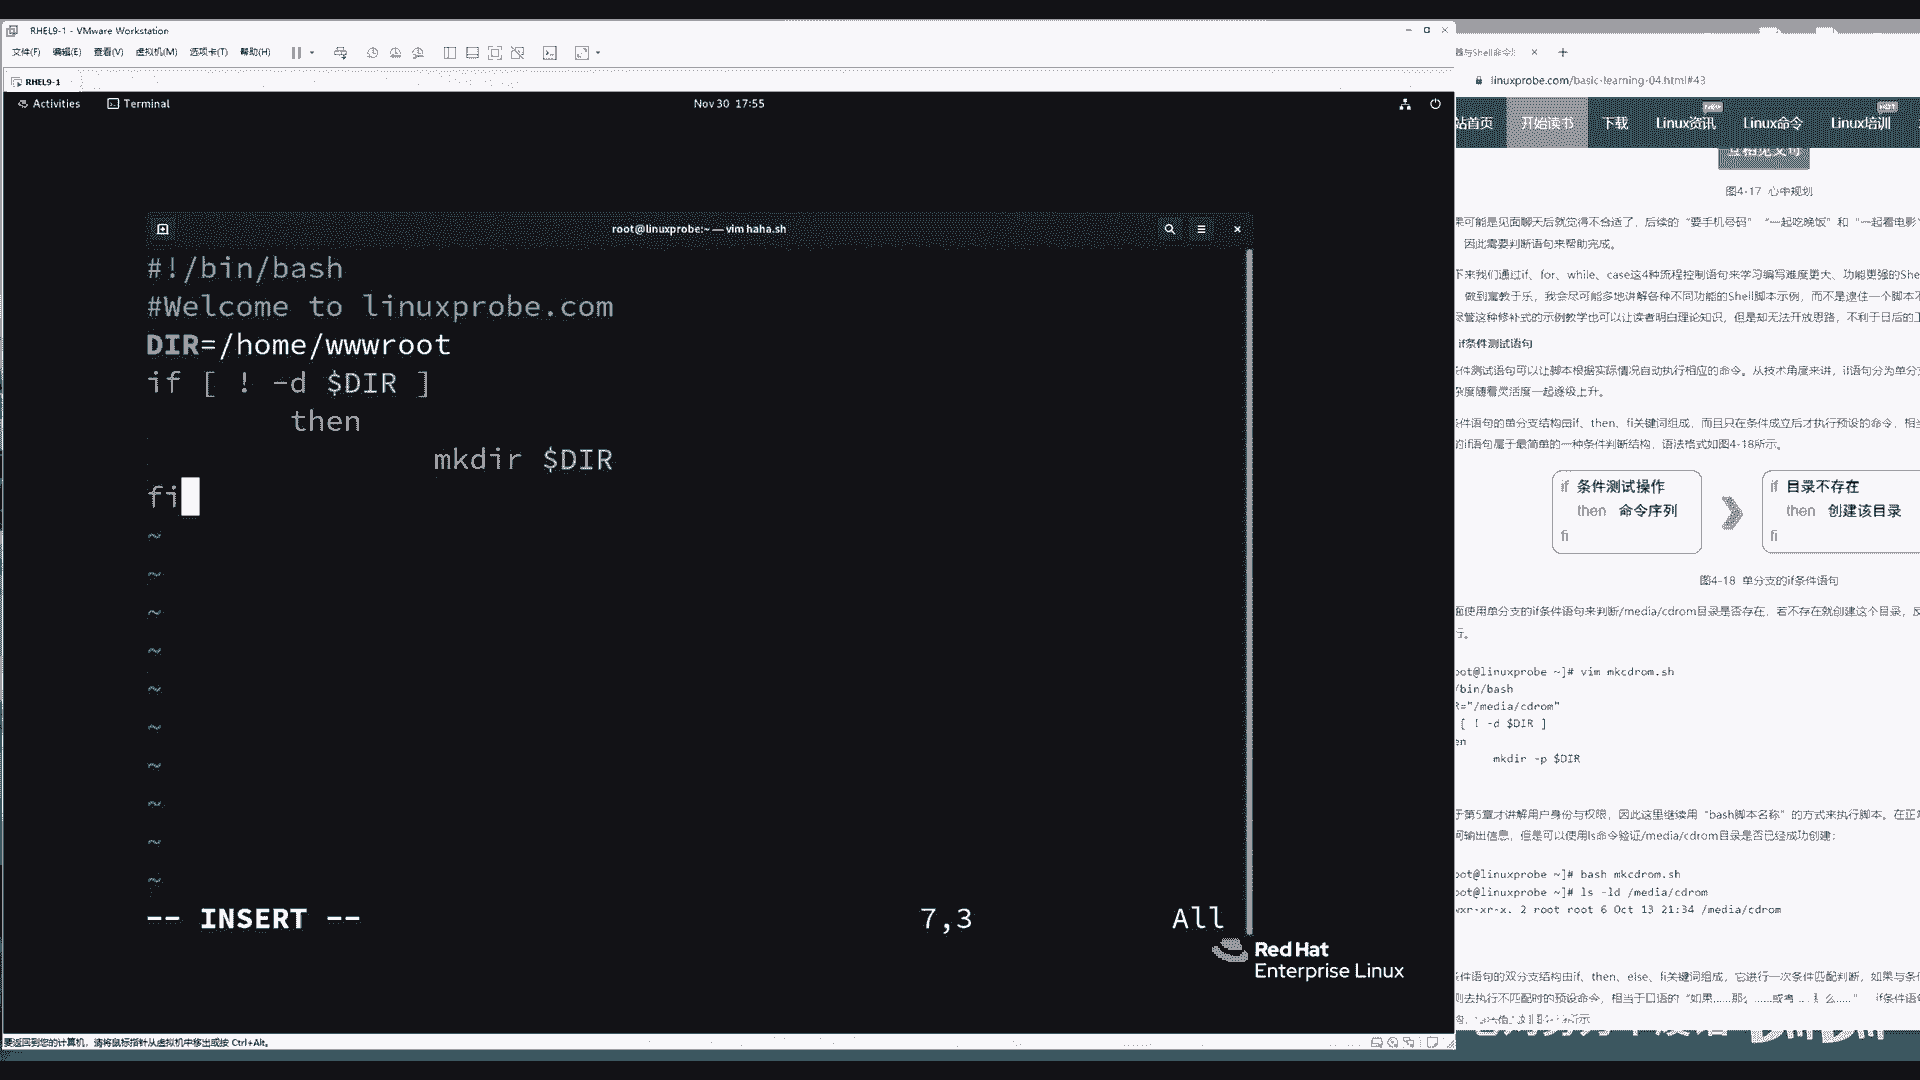 RHEL9-1 - VMware Workstation
文件(F) 编辑(E) 查看(V) 虚拟机(M) 选项卡(T) 帮助(H)
RHEL9-1
Activities Terminal
Nov 30 17:55
root@linuxprobe:~ — vim haha.sh
#!/bin/bash
#Welcome to linuxprobe.com
DIR=/home/wwwroot
if [ ! -d $DIR ]
then
mkdir $DIR
fi
~
~
~
~
~
~
~
~
~
~
-- INSERT --
7,3
All
Red Hat
Enterprise Linux
要返回到您的计算机，请将鼠标指针从虚拟机中移出或按 Ctrl+Alt。
器与Shell命令
linuxprobe.com/basic-learning-04.html#43
站首页 开始读书 下载 Linux资讯 Linux命令 Linux培训
图4-17 心中规划
果可能是见面聊天后就觉得不合适了，后续的“要手机号码”“一起吃晚饭”和“一起看电影
因此需要判断语句来帮助完成。
下来我们通过if、for、while、case这4种流程控制语句来学习编写难度更大、功能更强的She
做到寓教于乐，我会尽可能多地讲解各种不同功能的Shell脚本示例，而不是逮住一个脚本不
尽管这种修补式的示例教学也可以让读者明白理论知识，但是却无法开放思路，不利于日后的工
if条件测试语句
件测试语句可以让脚本根据实际情况自动执行相应的命令。从技术角度来讲，if语句分为单分支
杂度随着灵活度一起逐级上升。
件语句的单分支结构由if、then、fi关键词组成，而且只在条件成立后才执行预设的命令，相当
的if语句属于最简单的一种条件判断结构，语法格式如图4-18所示。
if 条件测试操作
then 命令序列
fi
if 目录不存在
then 创建该目录
fi
图4-18 单分支的if条件语句
面使用单分支的if条件语句来判断/media/cdrom目录是否存在，若不存在就创建这个目录，反
行。
oot@linuxprobe ~]# vim mkcdrom.sh
/bin/bash
R="/media/cdrom"
[ ! -d $DIR ]
en
mkdir -p $DIR
于第5章才讲解用户身份与权限，因此这里继续用“bash脚本名称”的方式来执行脚本。在正常
何输出信息，但是可以使用ls命令验证/media/cdrom目录是否已经成功创建：
oot@linuxprobe ~]# bash mkcdrom.sh
oot@linuxprobe ~]# ls -ld /media/cdrom
wxr-xr-x. 2 root root 6 Oct 13 21:34 /media/cdrom
件语句的双分支结构由if、then、else、fi关键词组成，它进行一次条件匹配判断，如果与条件
则去执行不匹配时的预设命令，相当于口语的“如果……那么……或者……那么……” if条件语句